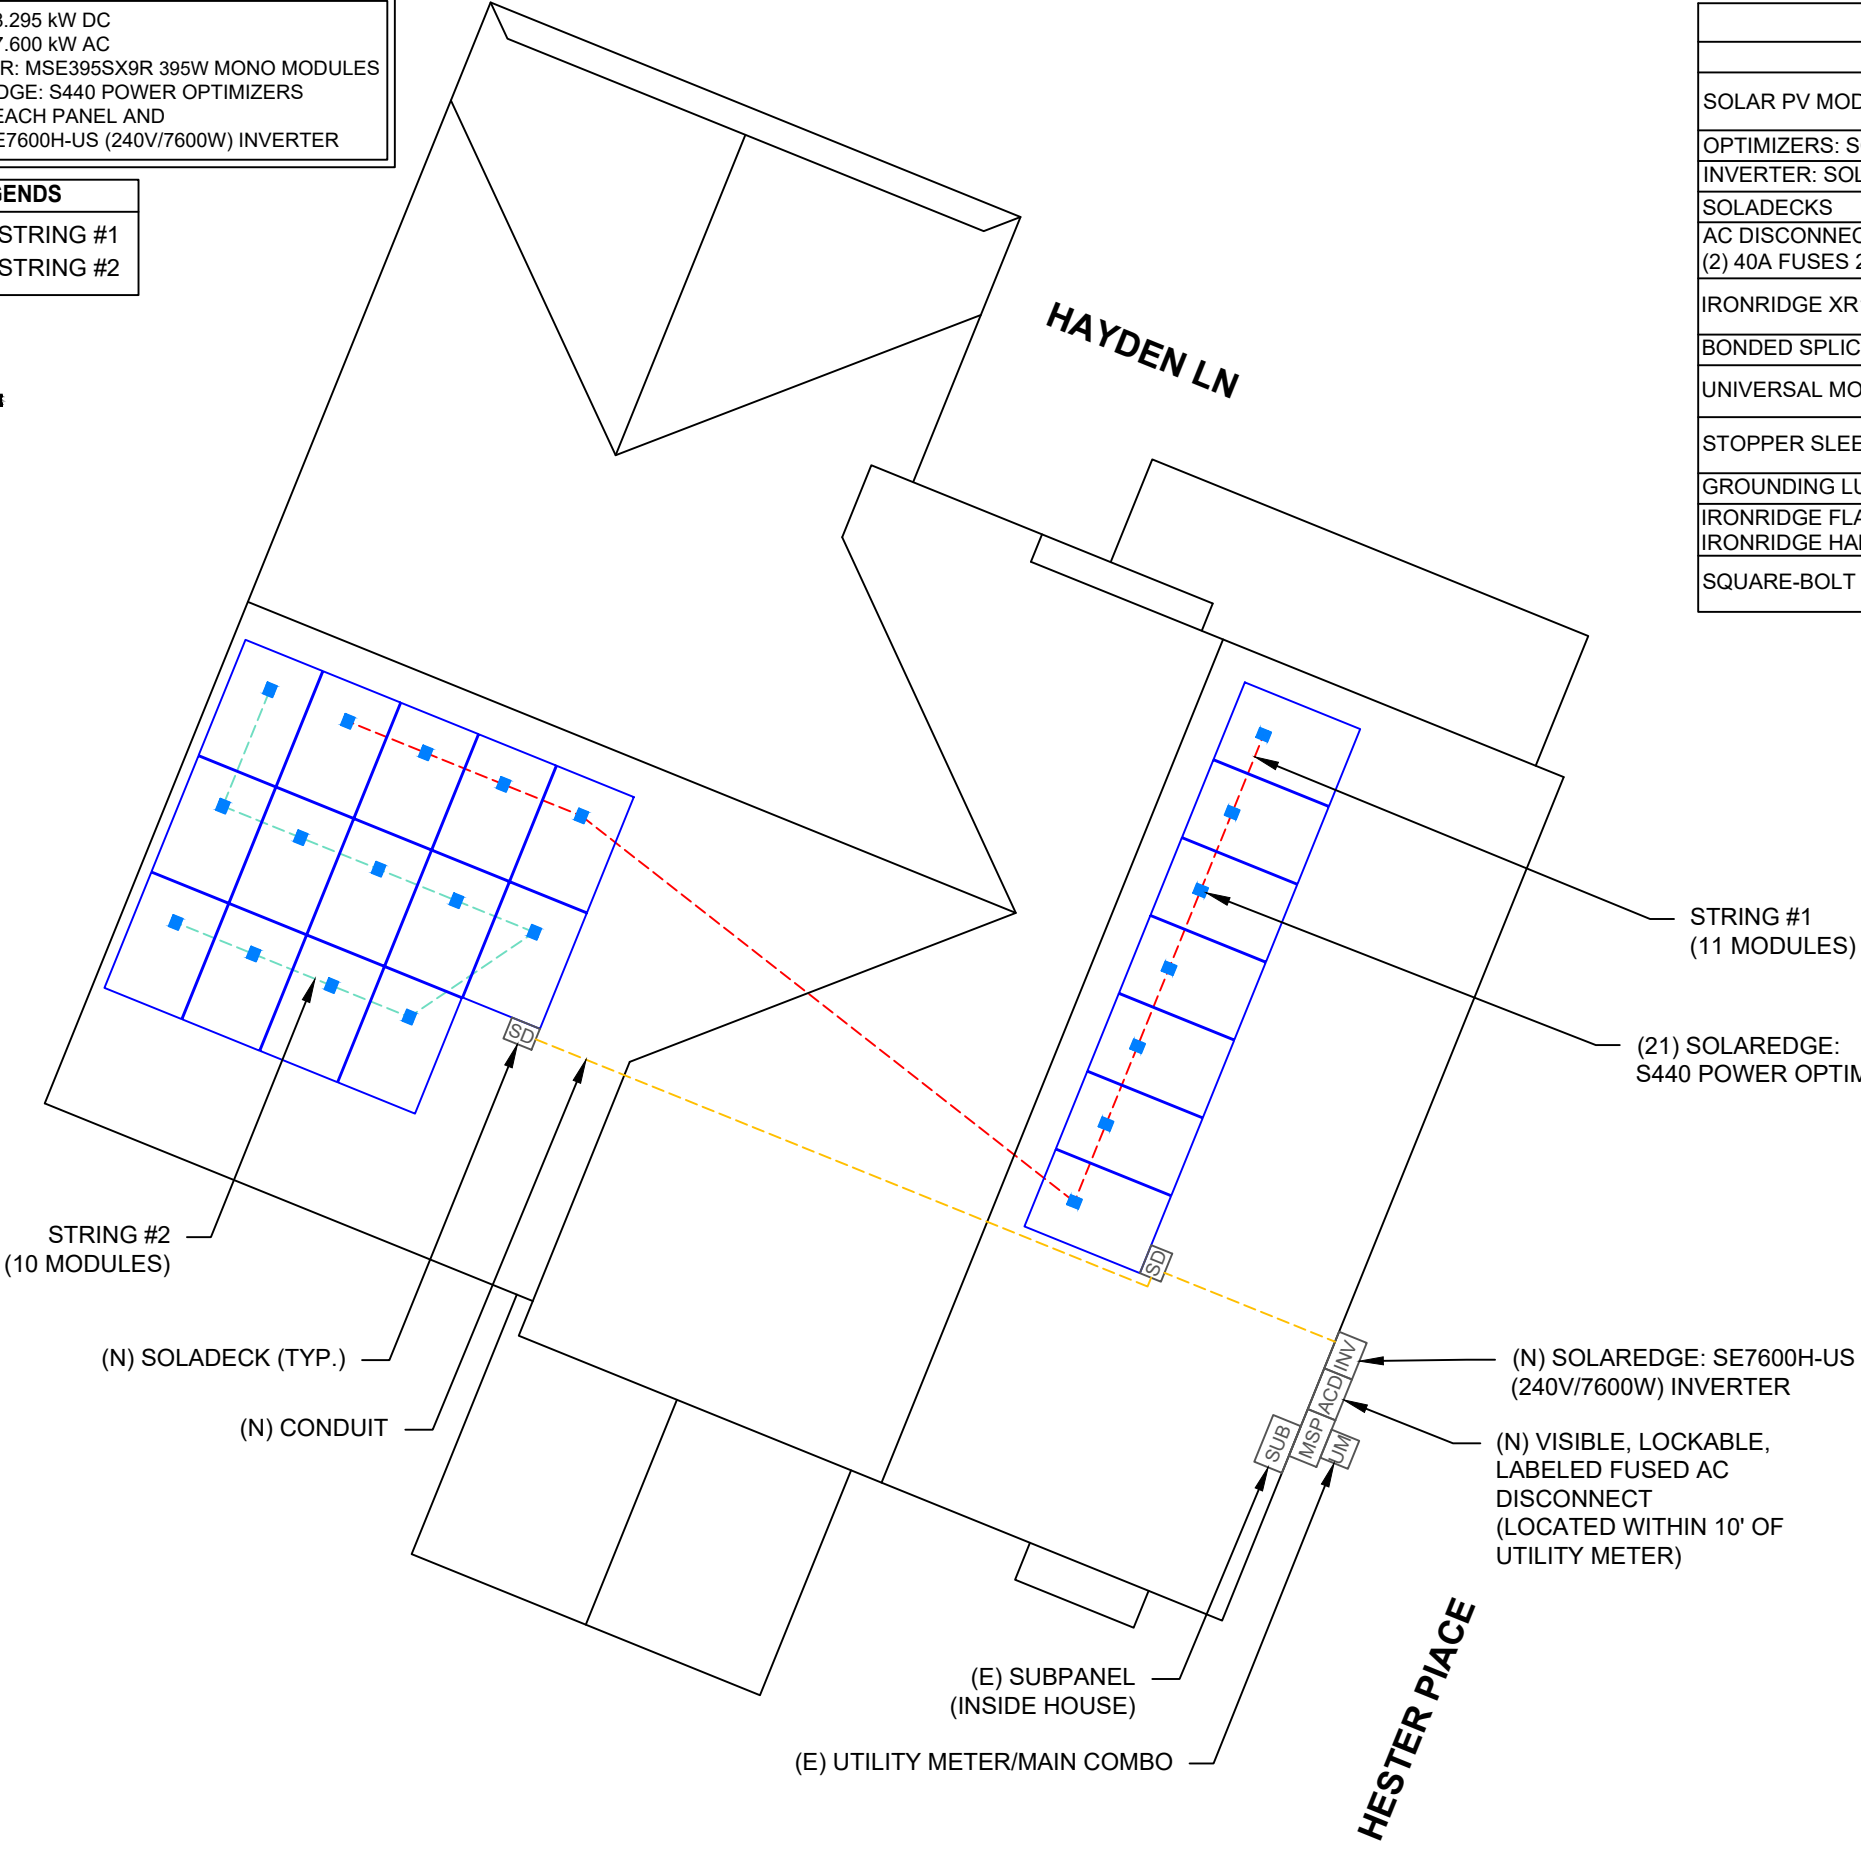 .295 kW DC
.600 kW AC
R: MSE395SX9R 395W MONO MODULES
DGE: S440 POWER OPTIMIZERS
EACH PANEL AND
E7600H-US (240V/7600W) INVERTER
GENDS
STRING #1
STRING #2
SOLAR PV MOD
OPTIMIZERS: S
INVERTER: SOL
SOLADECKS
AC DISCONNEC
(2) 40A FUSES 2
IRONRIDGE XR
BONDED SPLIC
UNIVERSAL MO
STOPPER SLEE
GROUNDING LU
IRONRIDGE FLA
IRONRIDGE HA
SQUARE-BOLT
HAYDEN LN
STRING #1
(11 MODULES)
(21) SOLAREDGE:
S440 POWER OPTIM
SD
SD
STRING #2
(10 MODULES)
(N) SOLADECK (TYP.)
(N) CONDUIT
INV
ACD
MSP
UM
SUB
(N) SOLAREDGE: SE7600H-US
(240V/7600W) INVERTER
(N) VISIBLE, LOCKABLE,
LABELED FUSED AC
DISCONNECT
(LOCATED WITHIN 10' OF
UTILITY METER)
(E) SUBPANEL
(INSIDE HOUSE)
(E) UTILITY METER/MAIN COMBO
HESTER PIACE